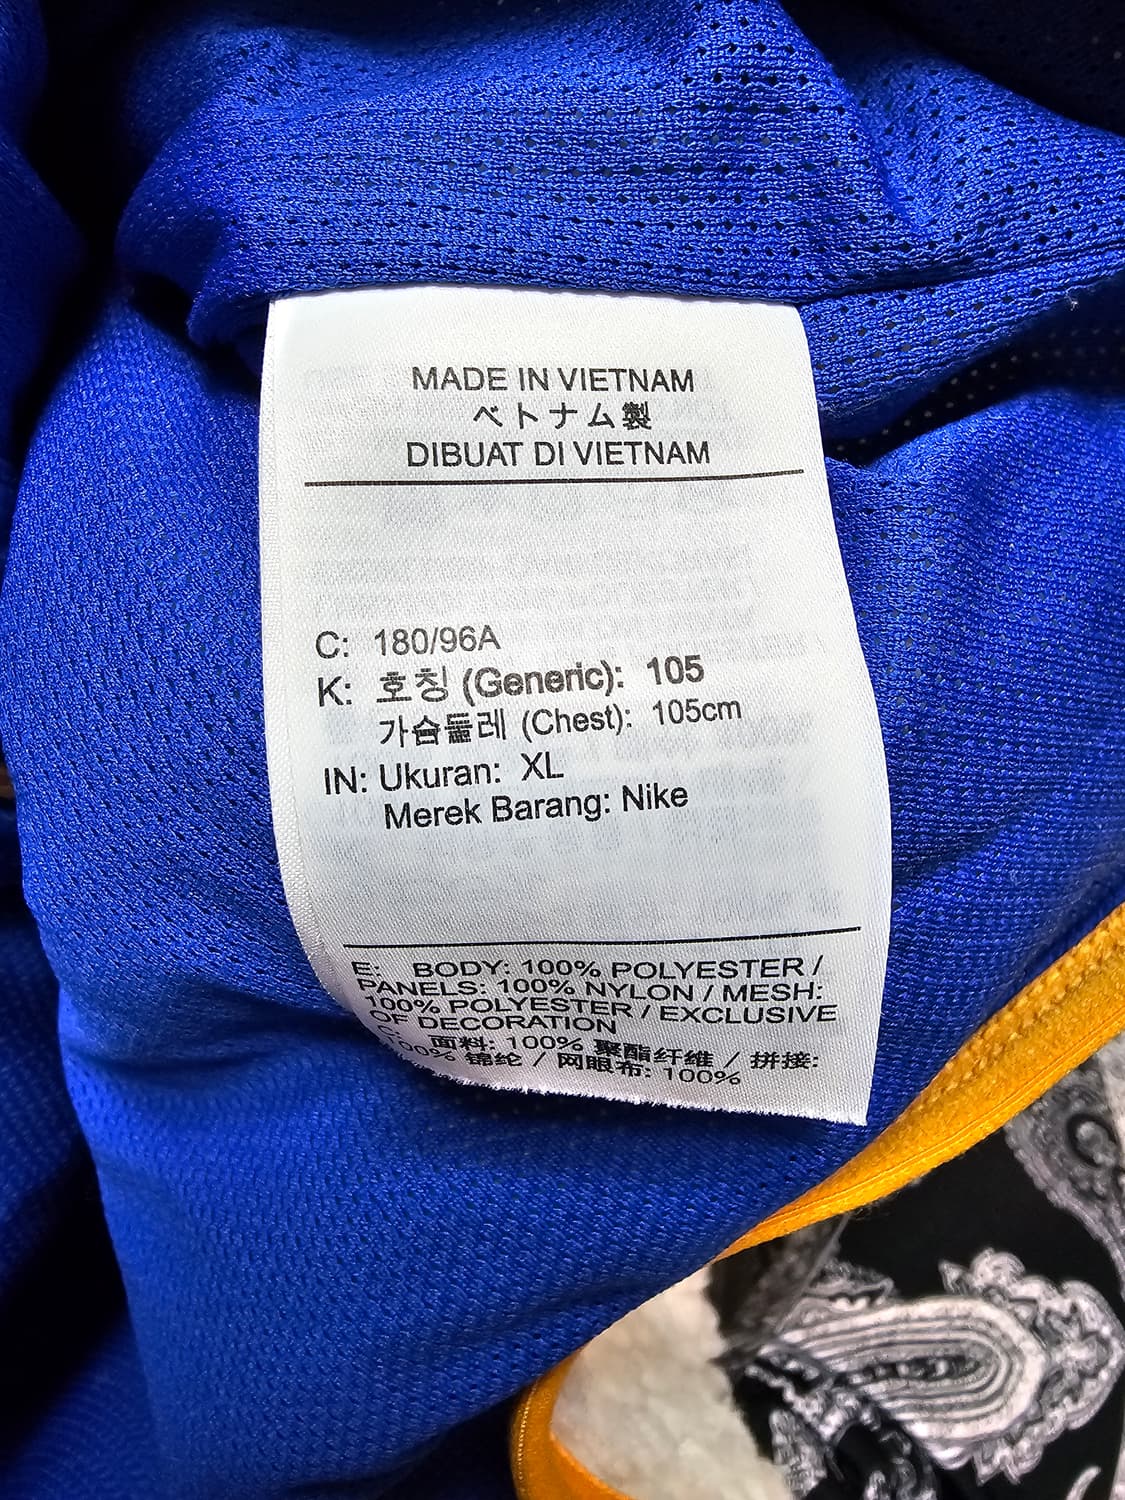 MADE IN VIETNAM
ベトナム製
DIBUAT DI VIETNAM
C: 180/96A
K: 호칭 (Generic): 105
가슴둘레 (Chest): 105cm
IN: Ukuran: XL
Merek Barang: Nike
E: BODY: 100% POLYESTER /
PANELS: 100% NYLON / MESH:
100% POLYESTER / EXCLUSIVE
OF DECORATION
C: 面料: 100% 聚酯纤维 / 拼接:
100% 锦纶 / 网眼布: 100%